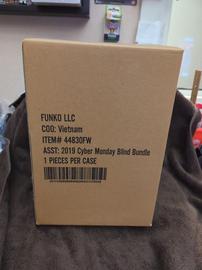 FUNKO LLC
COO: Vietnam
ITEM# 44830FW
ASST: 2019 Cyber Monday Blind Bundle
1 PIECES PER CASE